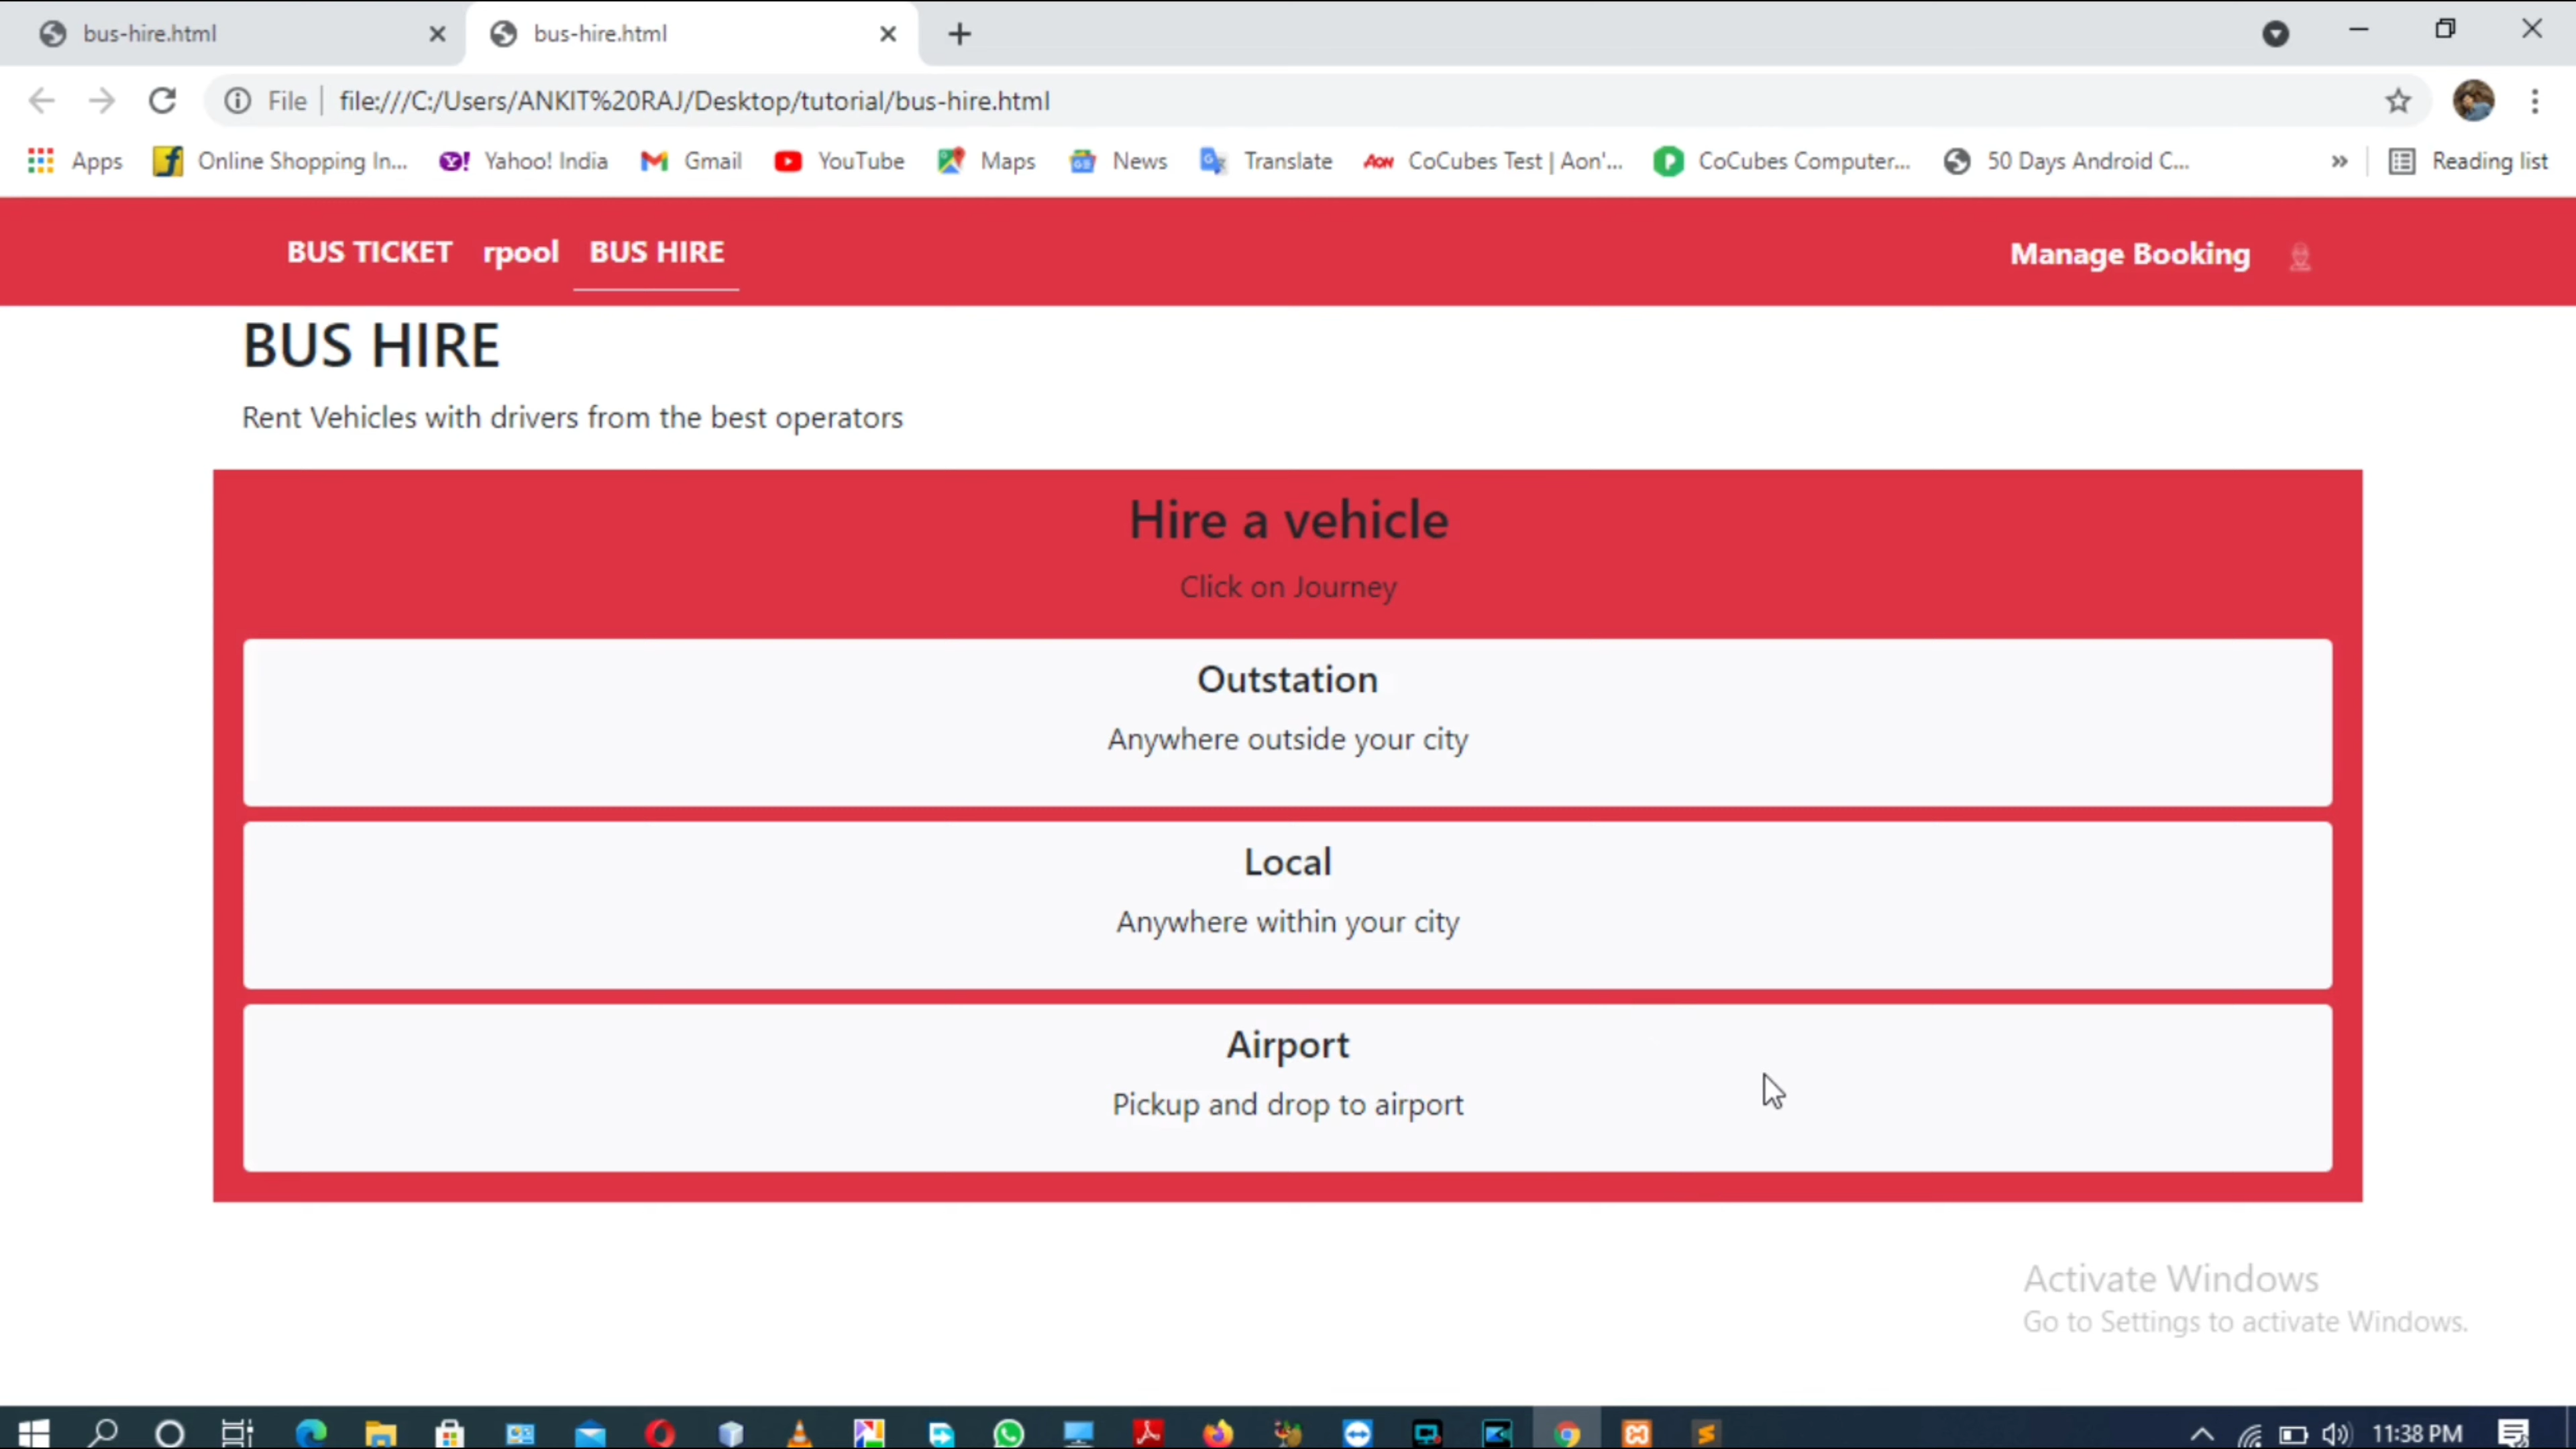 bus-hire.html
bus-hire.html
File | file:///C:/Users/ANKIT%20RAJ/Desktop/tutorial/bus-hire.html
Apps Online Shopping In... Yahoo! India Gmail YouTube Maps News Translate AON CoCubes Test | Aon'... CoCubes Computer... 50 Days Android C... » Reading list
BUS TICKET rpool BUS HIRE Manage Booking
BUS HIRE
Rent Vehicles with drivers from the best operators
Hire a vehicle
Click on Journey
Outstation
Anywhere outside your city
Local
Anywhere within your city
Airport
Pickup and drop to airport
Activate Windows
Go to Settings to activate Windows.
11:38 PM